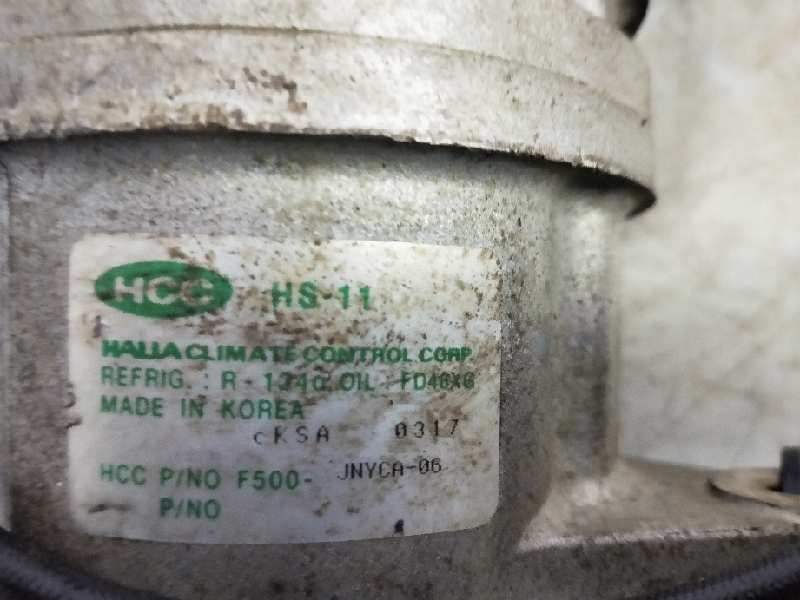 HCC HS-11
HALLA CLIMATE CONTROL CORP.
REFRIG. : R-134a OIL : FD46XG
MADE IN KOREA
cKSA 0317
HCC P/NO F500- JNYCA-06
P/NO